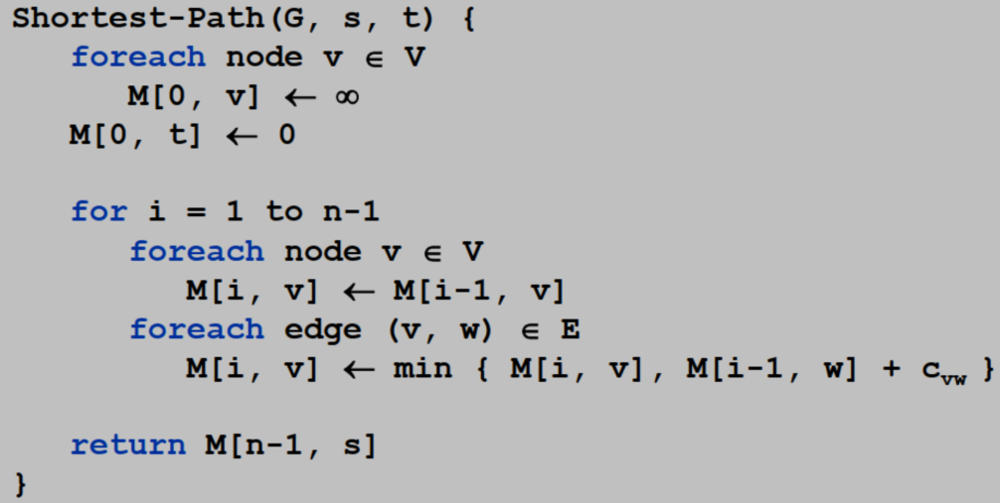 Shortest-Path(G, s, t) {
foreach node v ∈ V
M[0, v] ← ∞
M[0, t] ← 0
for i = 1 to n-1
foreach node v ∈ V
M[i, v] ← M[i-1, v]
foreach edge (v, w) ∈ E
M[i, v] ← min { M[i, v], M[i-1, w] + c_vw }
return M[n-1, s]
}